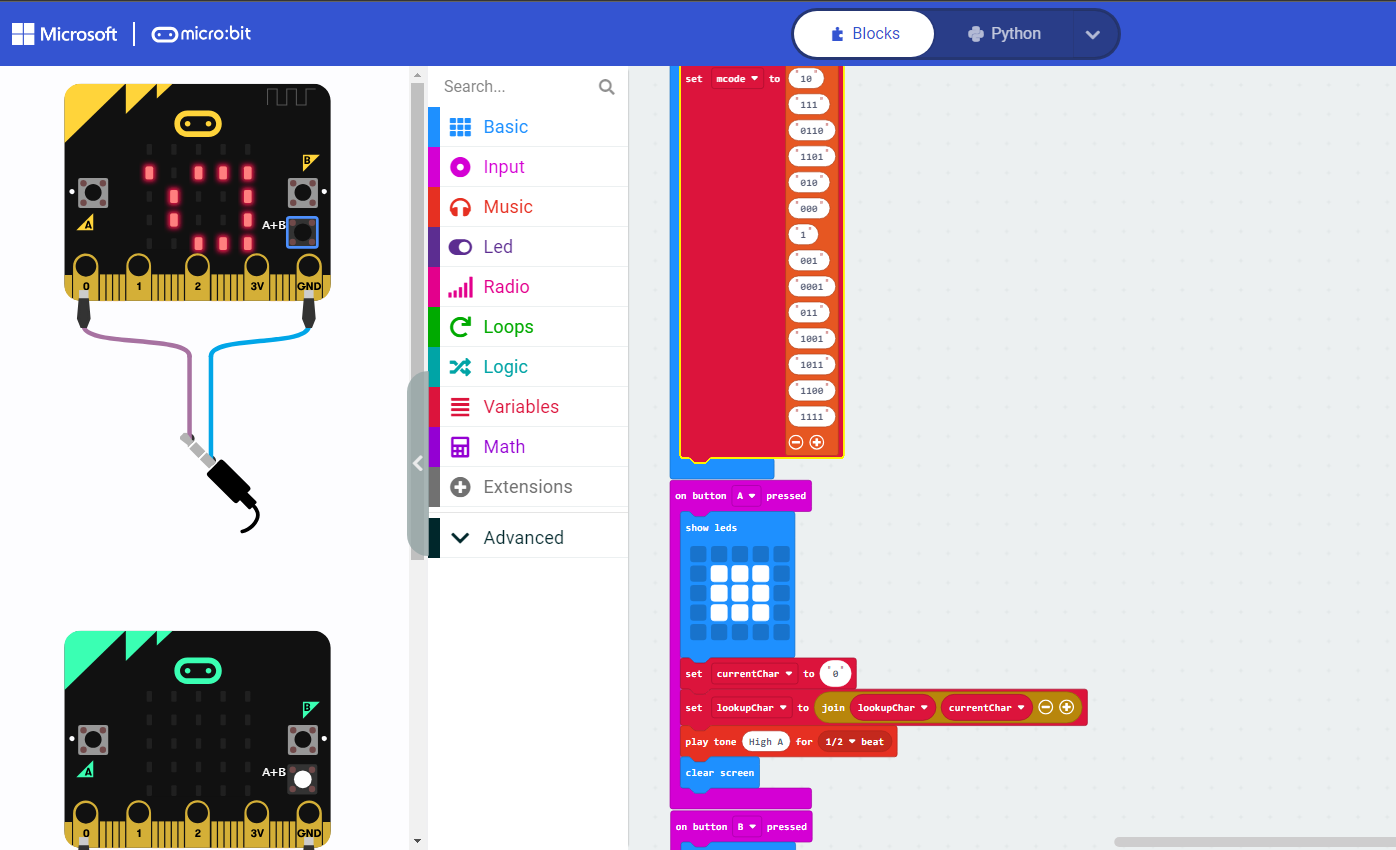 Microsoft micro:bit
Blocks
Python
B
A
A+B
0 1 2 3V GND
B
A
A+B
0 1 2 3V GND
Search...
Basic
Input
Music
Led
Radio
Loops
Logic
Variables
Math
Extensions
Advanced
set mcode to "10"
"111"
"0110"
"1101"
"010"
"000"
"1"
"001"
"0001"
"011"
"1001"
"1011"
"1100"
"1111"
on button A pressed
show leds
set currentChar to "0"
set lookupChar to join lookupChar currentChar
play tone High A for 1/2 beat
clear screen
on button B pressed